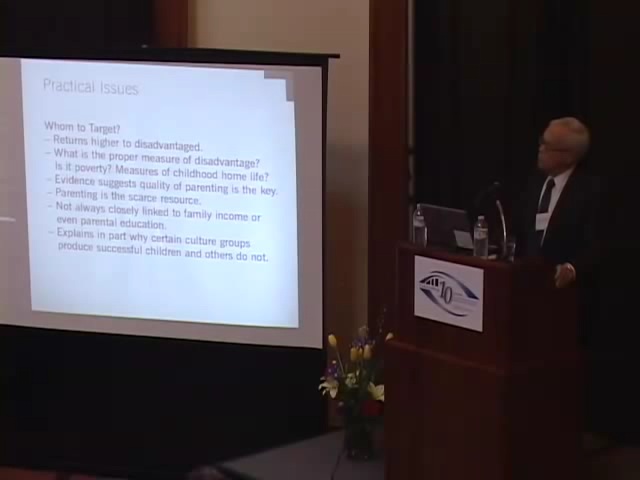 Practical Issues
Whom to Target?
– Returns higher to disadvantaged.
– What is the proper measure of disadvantage?
Is it poverty? Measures of childhood home life?
– Evidence suggests quality of parenting is the key.
– Parenting is the scarce resource.
– Not always closely linked to family income or
even parental education.
– Explains in part why certain culture groups
produce successful children and others do not.
10